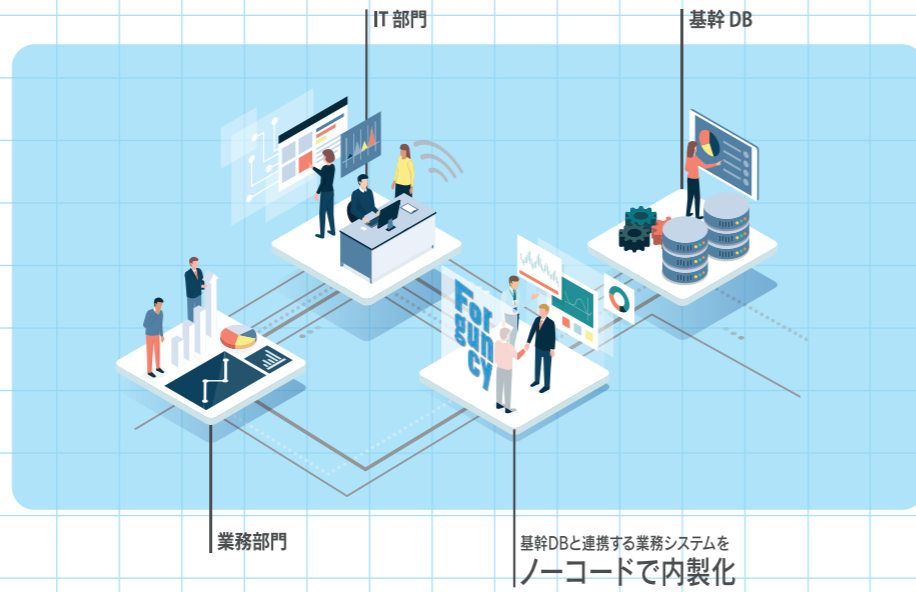 IT 部門
基幹 DB
For
gun
cy
業務部門
基幹DBと連携する業務システムを
ノーコードで内製化